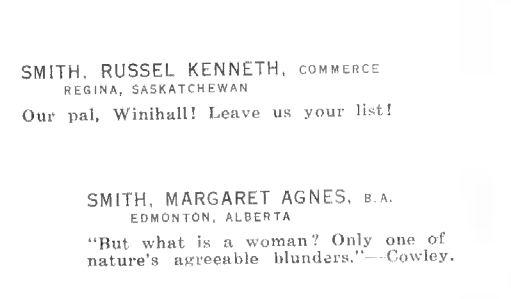 SMITH, RUSSEL KENNETH, COMMERCE
REGINA, SASKATCHEWAN
Our pal, Winihall! Leave us your list!
SMITH, MARGARET AGNES, B.A.
EDMONTON, ALBERTA
"But what is a woman? Only one of
nature's agreeable blunders."—Cowley.